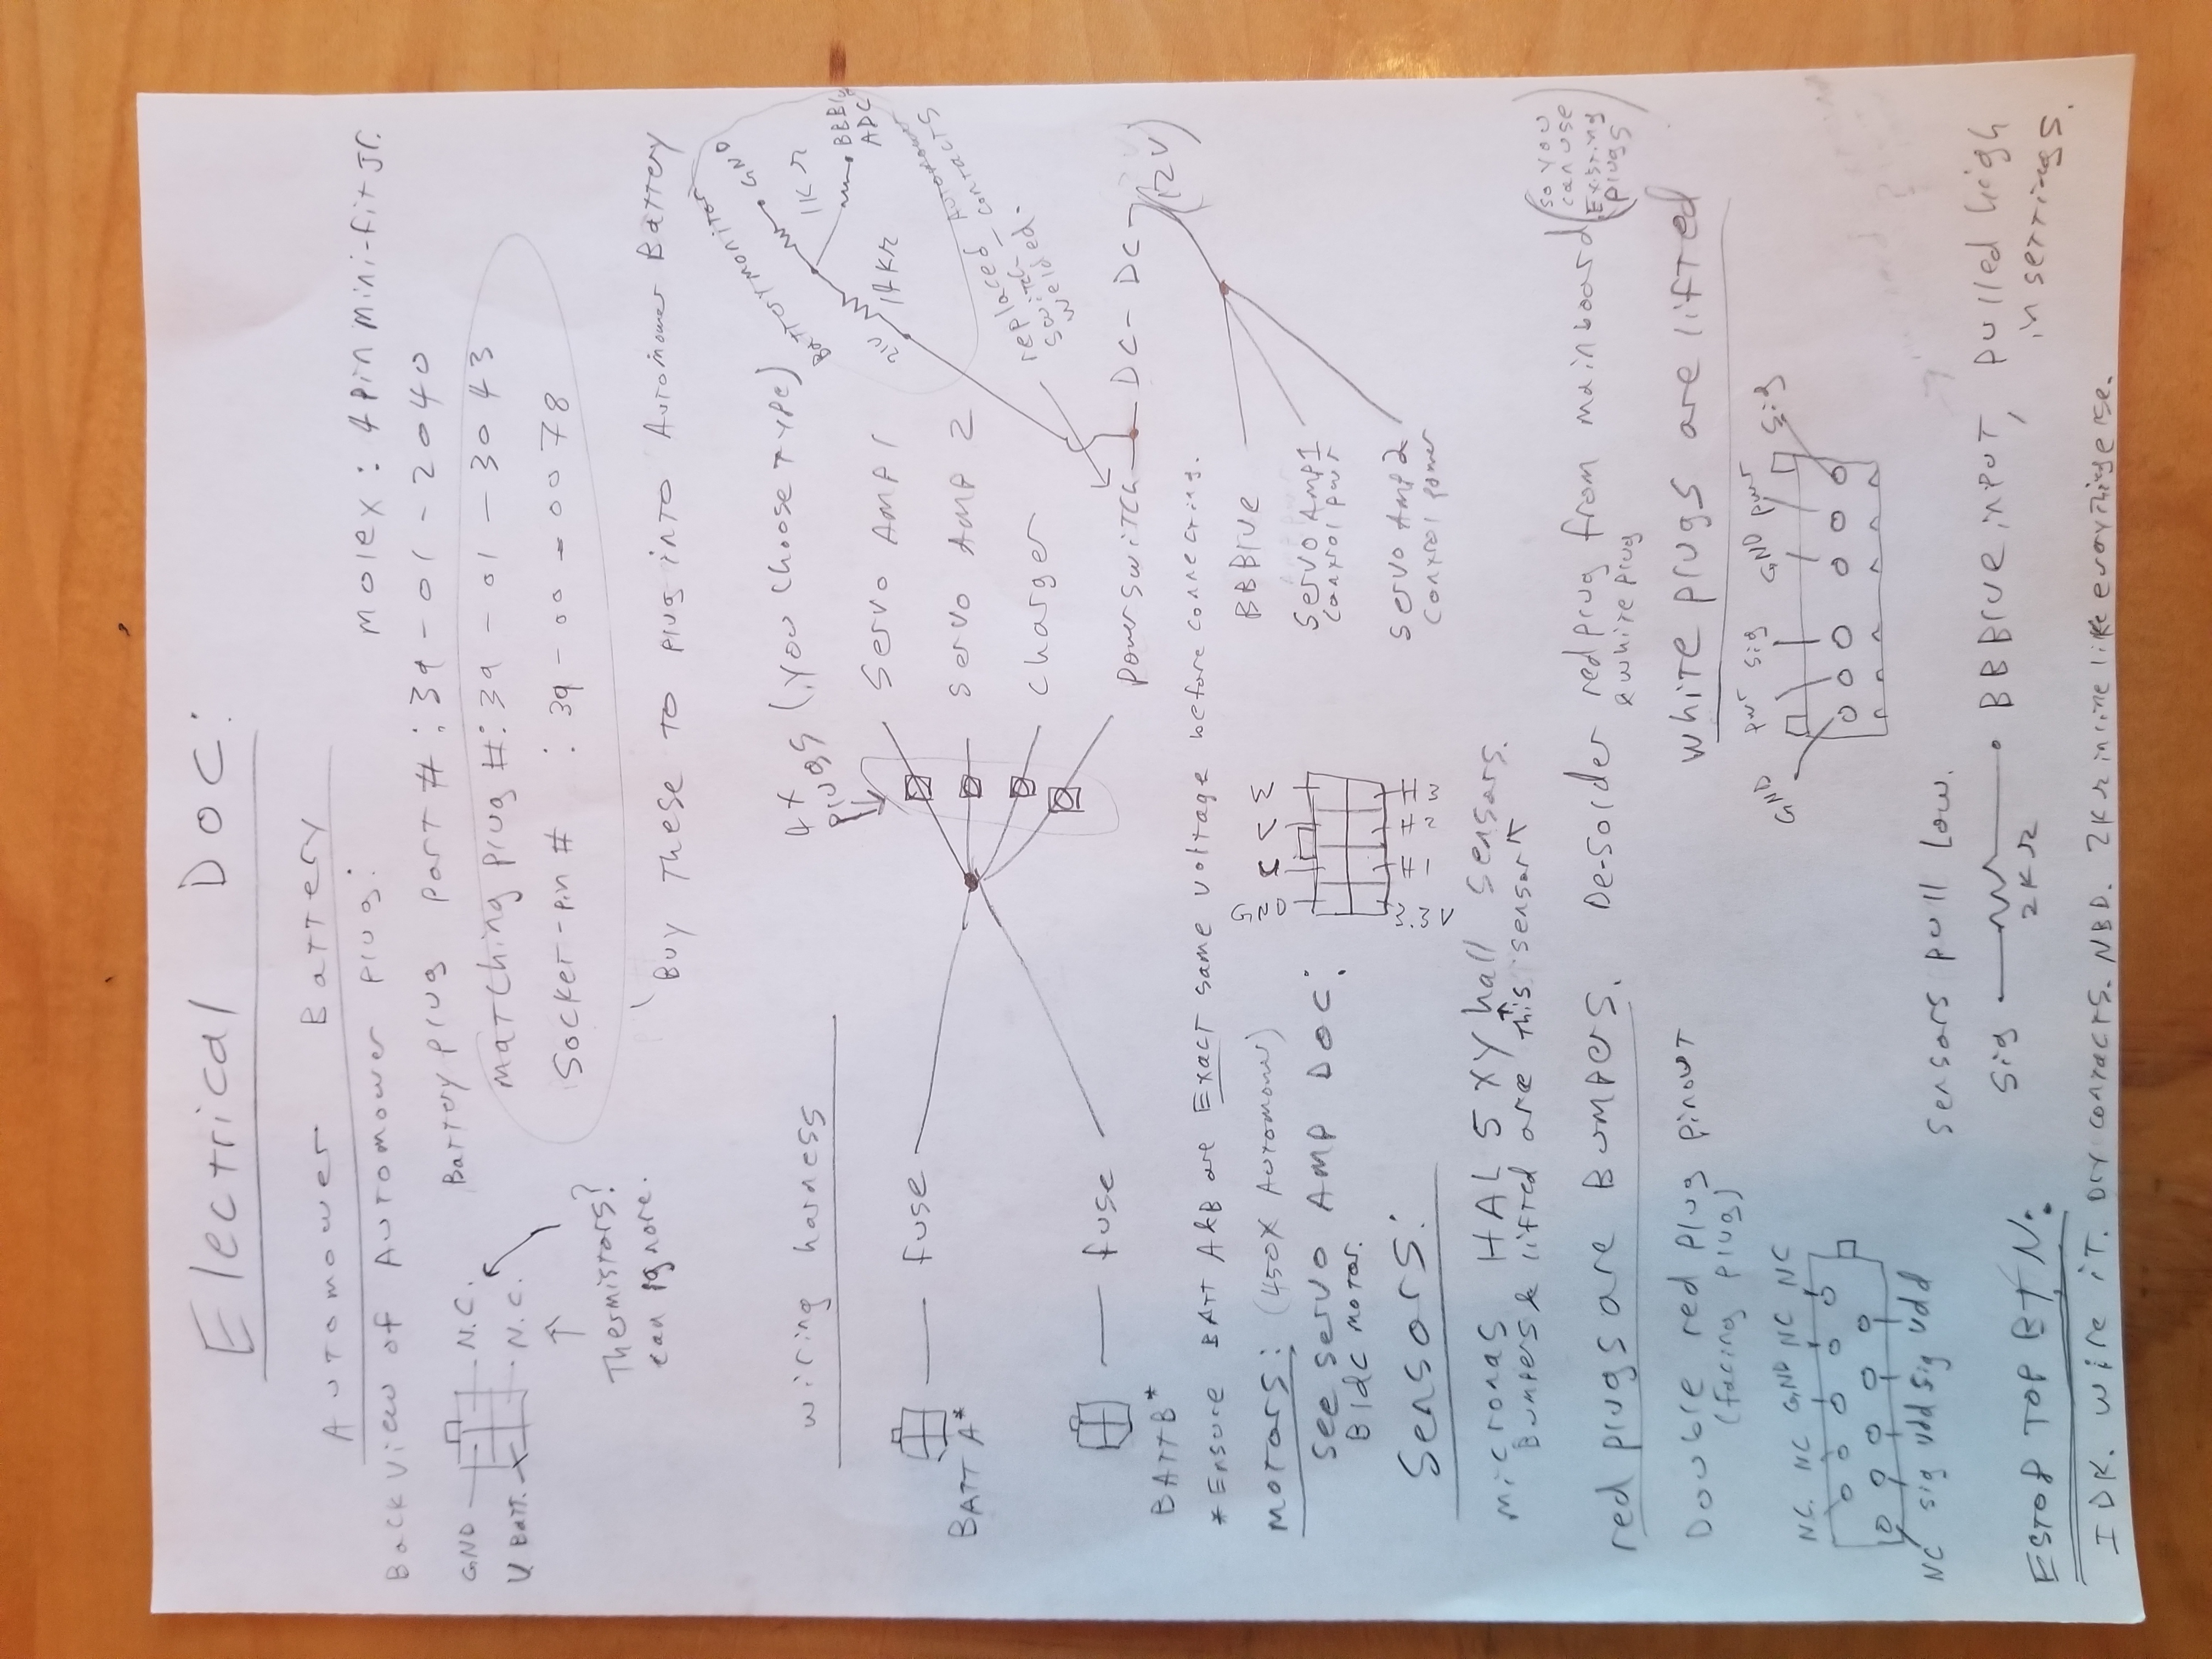 Electrical Doc:
Automower Battery
Back view of Automower plug:
Molex: 4 pin mini-fit Jr.
GND
N.C.
V Batt.
N.C.
Thermistors?
can ignore.
Battery plug part #: 39-01-2040
matching plug #: 39-01-3043
Socket-pin # : 39-00-0078
Buy these to plug into Automower Battery
wiring harness
4x
plugs (you choose type)
Battery monitor
GND
1K Ω
BBBlue
ADC
21V
14KΩ
BATT A*
fuse
Servo Amp 1
Servo Amp 2
charger
replaced Automower
switch - contacts
welded.
BATT B*
fuse
power switch
DC-DC
(12V)
*Ensure BATT A&B are Exact same voltage before connecting.
BBBlue
Servo Amp1
control pwr
Servo Amp2
control power
Motors: (450X Automower)
See servo Amp Doc:
Bldc motor.
GND
3.3V
H1
H2
H3
Sensors:
micronas HAL 5XY hall sensors.
Bumpers & lifted are this sensor
red plugs are Bumpers.
De-solder red plug from mainboard
& white plug
(so you
can use
Existing
plugs)
Double red plug pinout
(facing plug)
NC. NC GND NC NC
NC sig Vdd sig Vdd
white plugs are lifted
GND pwr sig GND pwr sig
Sensors pull low.
Sig
2KΩ
BBBlue input, pulled high
in settings.
ESTOP TOP BTN:
IDK. wire it. Dry contacts. NBD. 2KΩ inline like everything else.